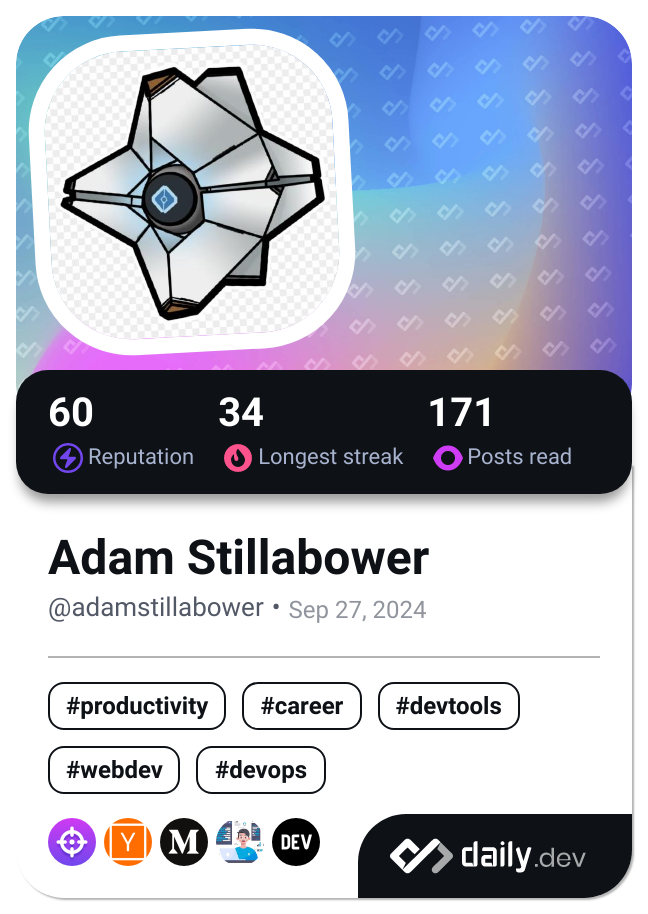 60 34 171
Reputation Longest streak Posts read
Adam Stillabower
@adamstillabower • Sep 27, 2024
#productivity #career #devtools
#webdev #devops
Y M DEV
daily.dev